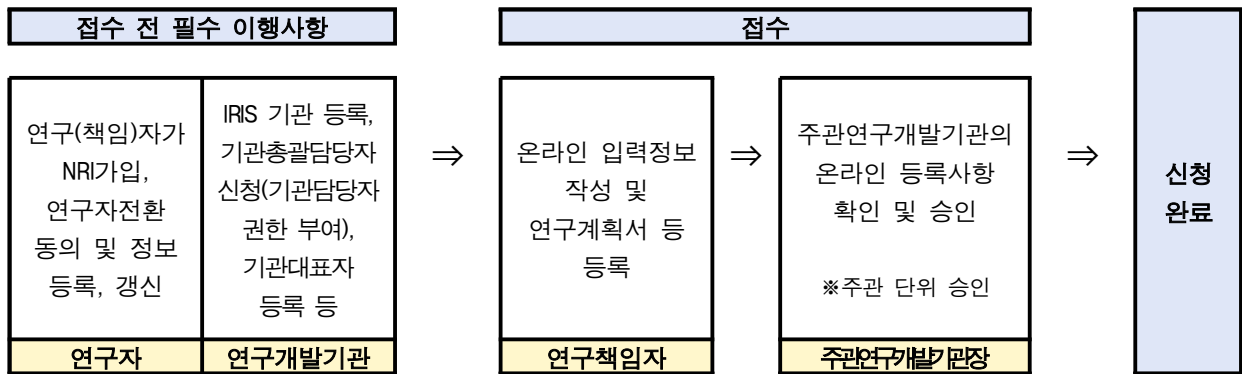 접수 전 필수 이행사항
연구(책임)자가
NRI가입,
연구자전환
동의 및 정보
등록, 갱신
연구자
IRIS 기관 등록,
기관총괄담당자
신청(기관담당자
권한 부여),
기관대표자
등록 등
연구개발기관
⇒
접수
온라인 입력정보
작성 및
연구계획서 등
등록
연구책임자
⇒
주관연구개발기관의
온라인 등록사항
확인 및 승인
※주관 단위 승인
주관연구개발기관장
⇒
신청
완료